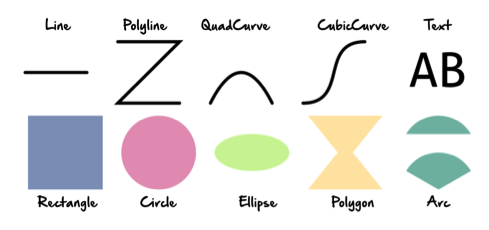 Line Polyline QuadCurve CubicCurve Text
AB
Rectangle Circle Ellipse Polygon Arc